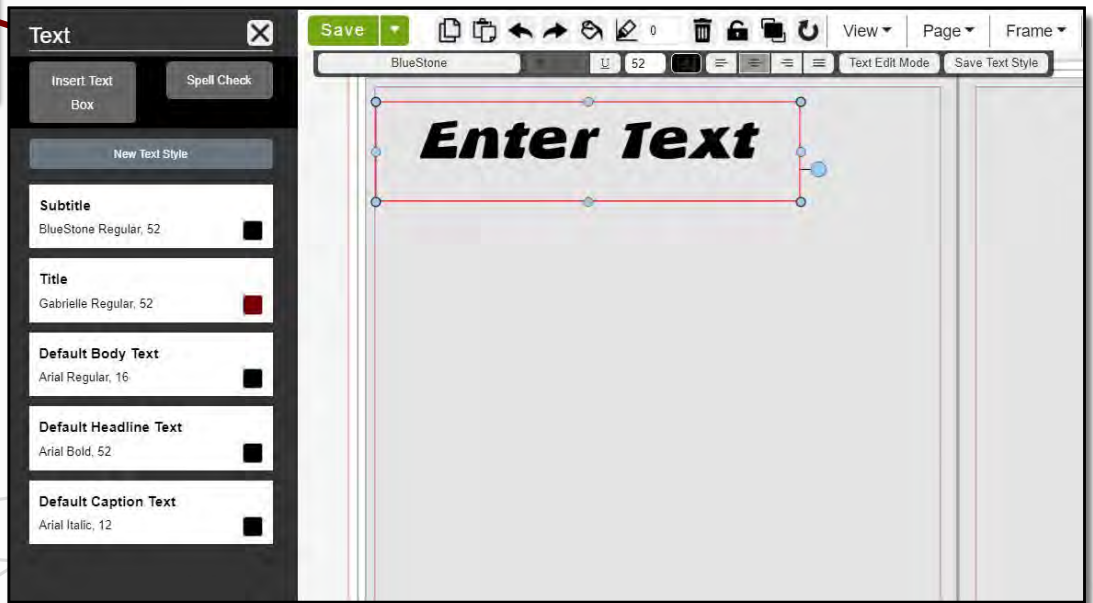 Text
Insert Text
Box
Spell Check
New Text Style
Subtitle
BlueStone Regular, 52
Title
Gabrielle Regular, 52
Default Body Text
Arial Regular, 16
Default Headline Text
Arial Bold, 52
Default Caption Text
Arial Italic, 12
Save
0
View
Page
Frame
BlueStone
U
52
Text Edit Mode
Save Text Style
Enter Text